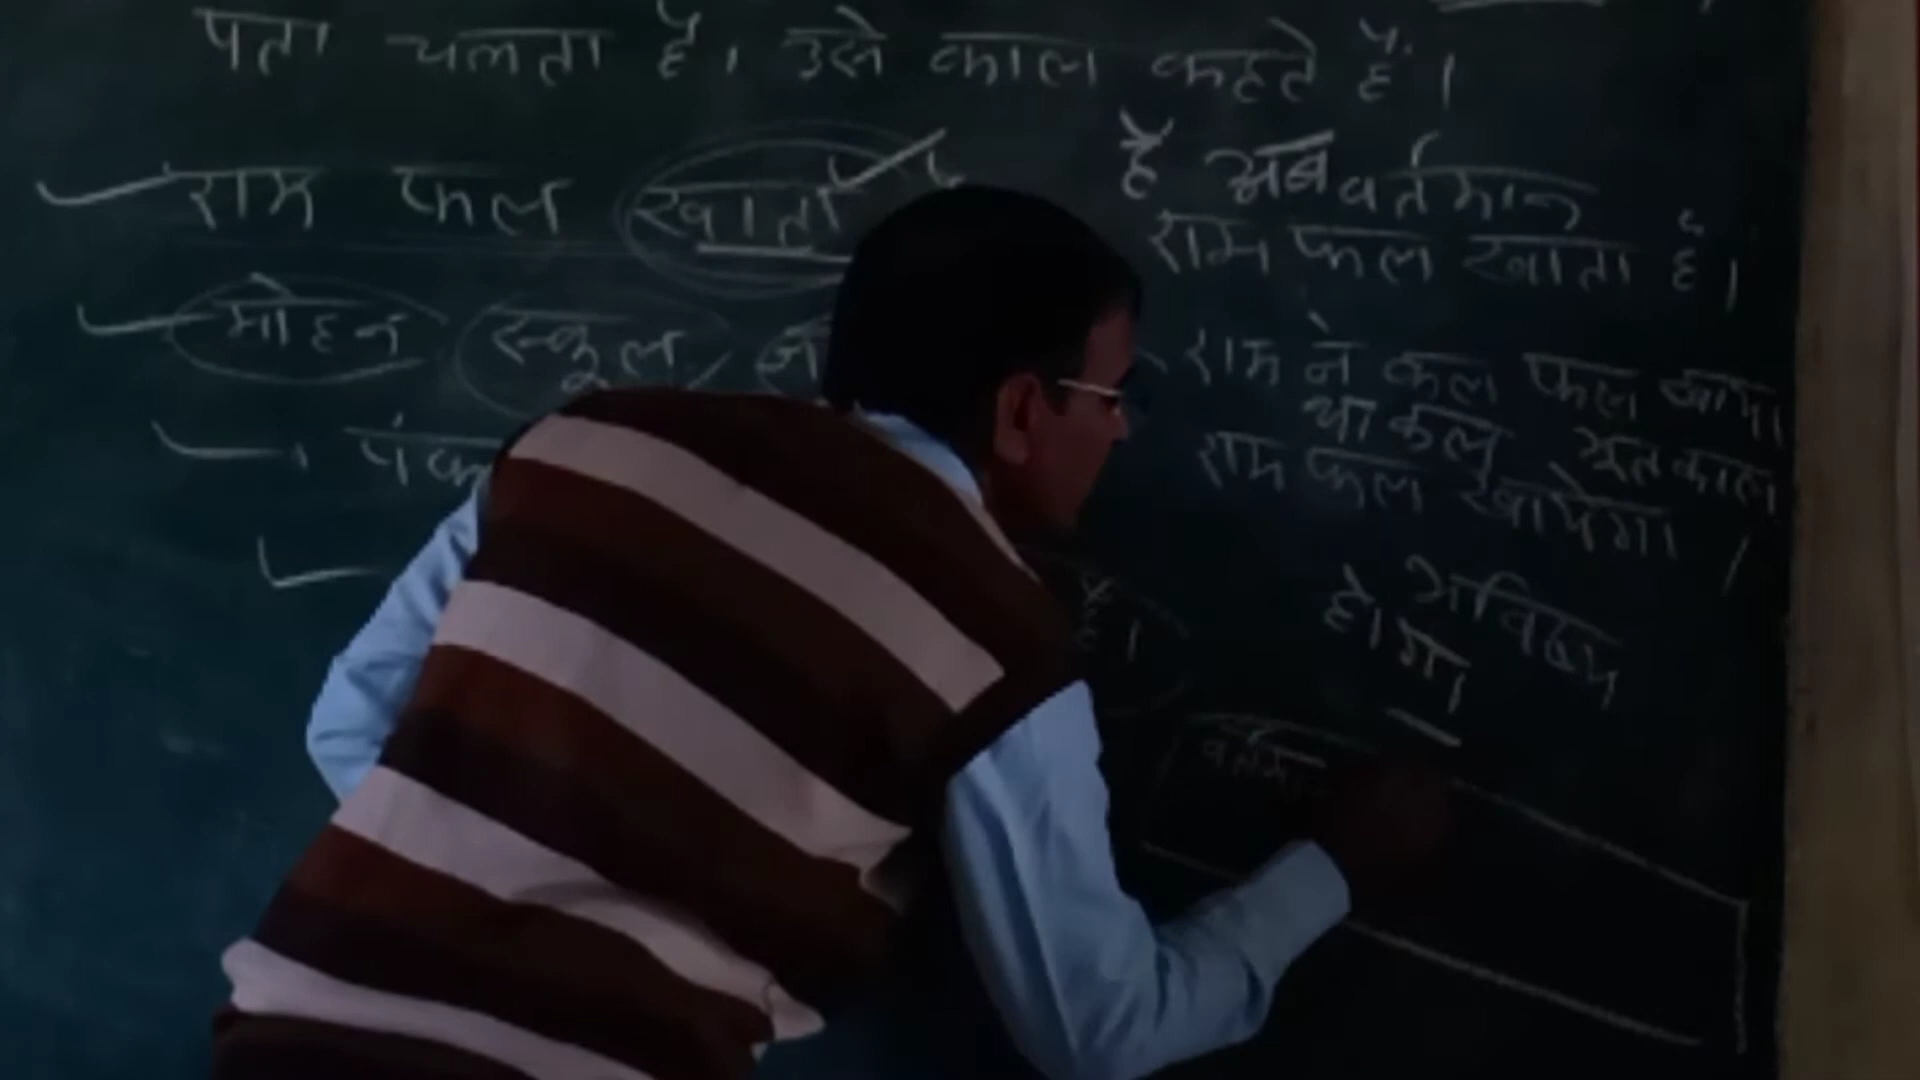 पता चलता है। उसे काल कहते हैं।
राम फल खाता
है अब वर्तमान
राम फल खाता है।
मोहन स्कूल
राम ने कल फल खाया
था कल भूतकाल
राम फल खायेगा।
है।
भविष्य
होगा